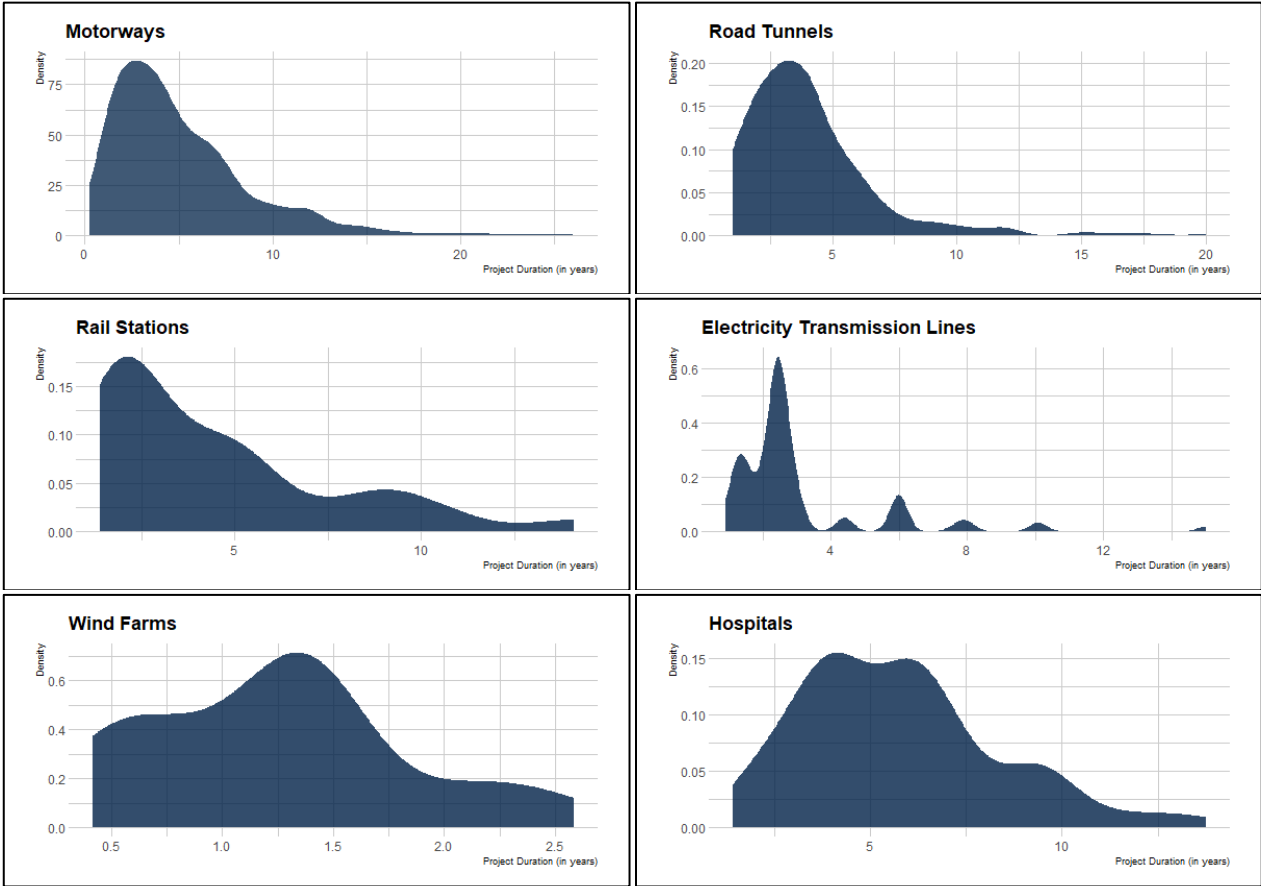 Motorways
Density
75
50
25
0
0 10 20
Project Duration (in years)
Road Tunnels
Density
0.20
0.15
0.10
0.05
0.00
5 10 15 20
Project Duration (in years)
Rail Stations
Density
0.15
0.10
0.05
0.00
5 10
Project Duration (in years)
Electricity Transmission Lines
Density
0.6
0.4
0.2
0.0
4 8 12
Project Duration (in years)
Wind Farms
Density
0.6
0.4
0.2
0.0
0.5 1.0 1.5 2.0 2.5
Project Duration (in years)
Hospitals
Density
0.15
0.10
0.05
0.00
5 10
Project Duration (in years)